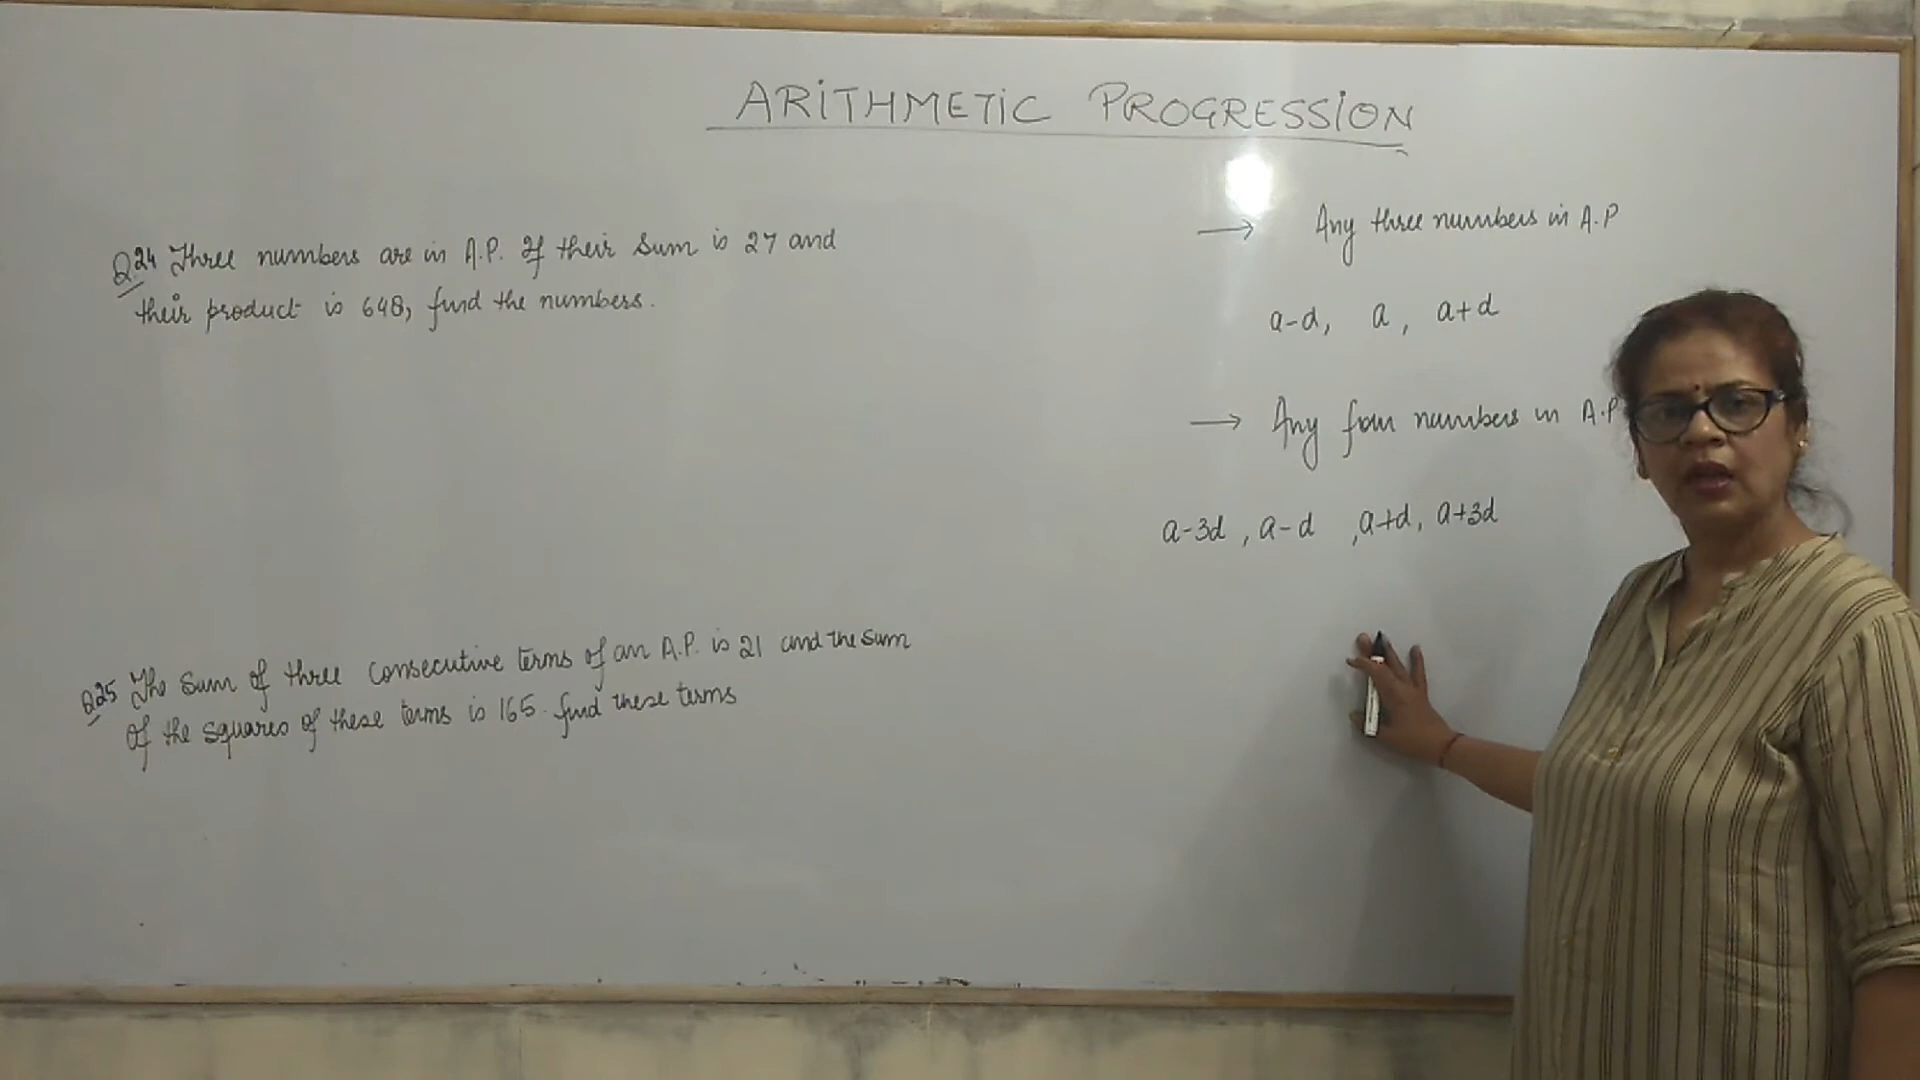 ARITHMETIC PROGRESSION
Q.24 Three numbers are in A.P. If their sum is 27 and
their product is 648, find the numbers.
Q25 The sum of three consecutive terms of an A.P. is 21 and the sum
of the squares of these terms is 165. find these terms
→ Any three numbers in A.P
a-d, a, a+d
→ Any four numbers in A.P
a-3d, a-d, a+d, a+3d